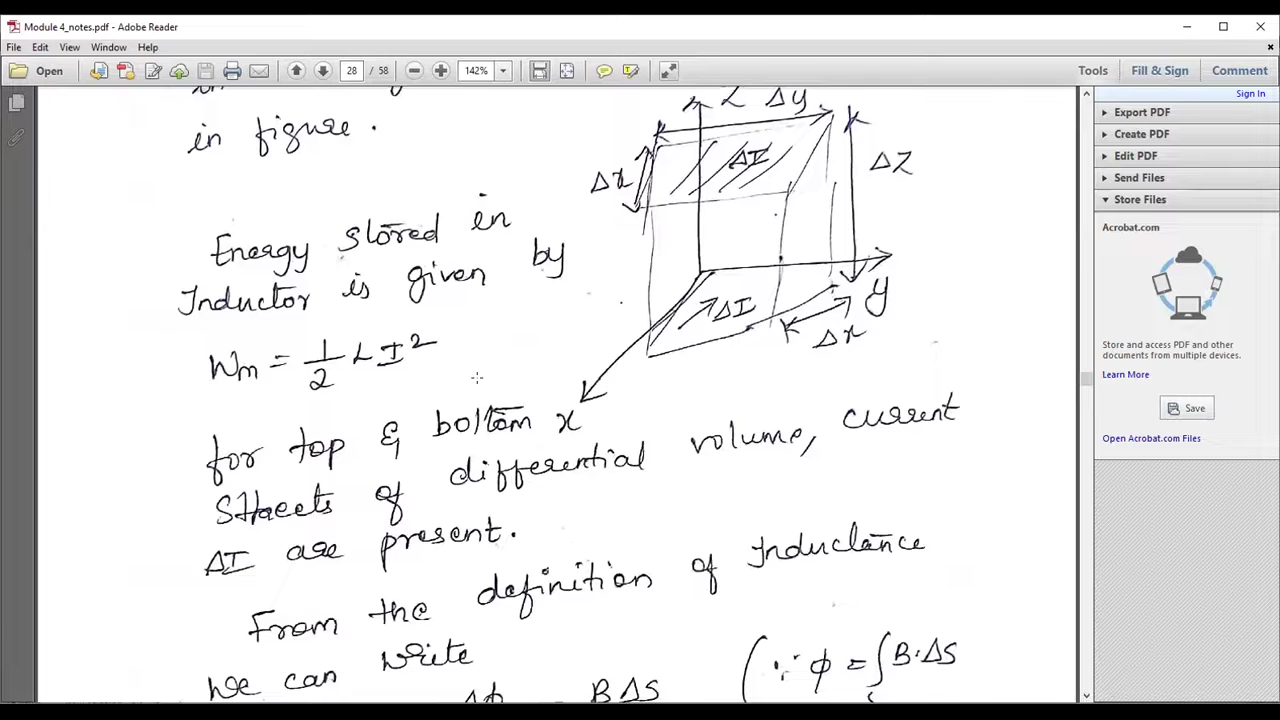 Module 4_notes.pdf - Adobe Reader
File Edit View Window Help
Open 28 / 58 142% Tools Fill & Sign Comment
Sign In
Export PDF
Create PDF
Edit PDF
Send Files
Store Files
Acrobat.com
Store and access PDF and other
documents from multiple devices.
Learn More
Save
Open Acrobat.com Files
in figure.
Z Δy
Δx ΔI ΔZ
ΔI y
Δx
x
Energy stored in
Inductor is given by
Wm = 1/2 L I²
for top & bottom
sheets of differential volume, current
ΔI are present.
From the definition of Inductance
we can write
BΔS (∵ φ = ∫ B·ΔS